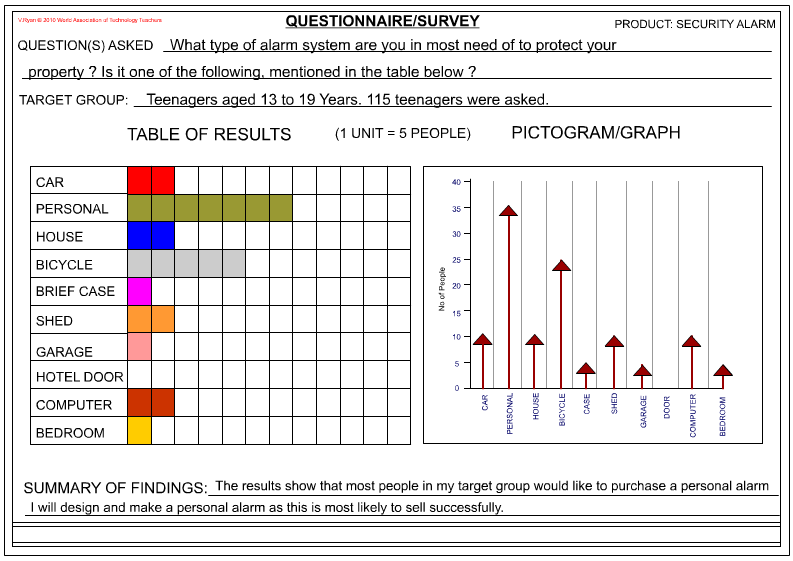 V.Ryan © 2010 World Association of Technology Teachers
QUESTIONNAIRE/SURVEY
PRODUCT: SECURITY ALARM
QUESTION(S) ASKED What type of alarm system are you in most need of to protect your
property ? Is it one of the following, mentioned in the table below ?
TARGET GROUP: Teenagers aged 13 to 19 Years. 115 teenagers were asked.
TABLE OF RESULTS (1 UNIT = 5 PEOPLE) PICTOGRAM/GRAPH
CAR
PERSONAL
HOUSE
BICYCLE
BRIEF CASE
SHED
GARAGE
HOTEL DOOR
COMPUTER
BEDROOM
No of People
40
35
30
25
20
15
10
5
0
CAR
PERSONAL
HOUSE
BICYCLE
CASE
SHED
GARAGE
DOOR
COMPUTER
BEDROOM
SUMMARY OF FINDINGS: The results show that most people in my target group would like to purchase a personal alarm
I will design and make a personal alarm as this is most likely to sell successfully.